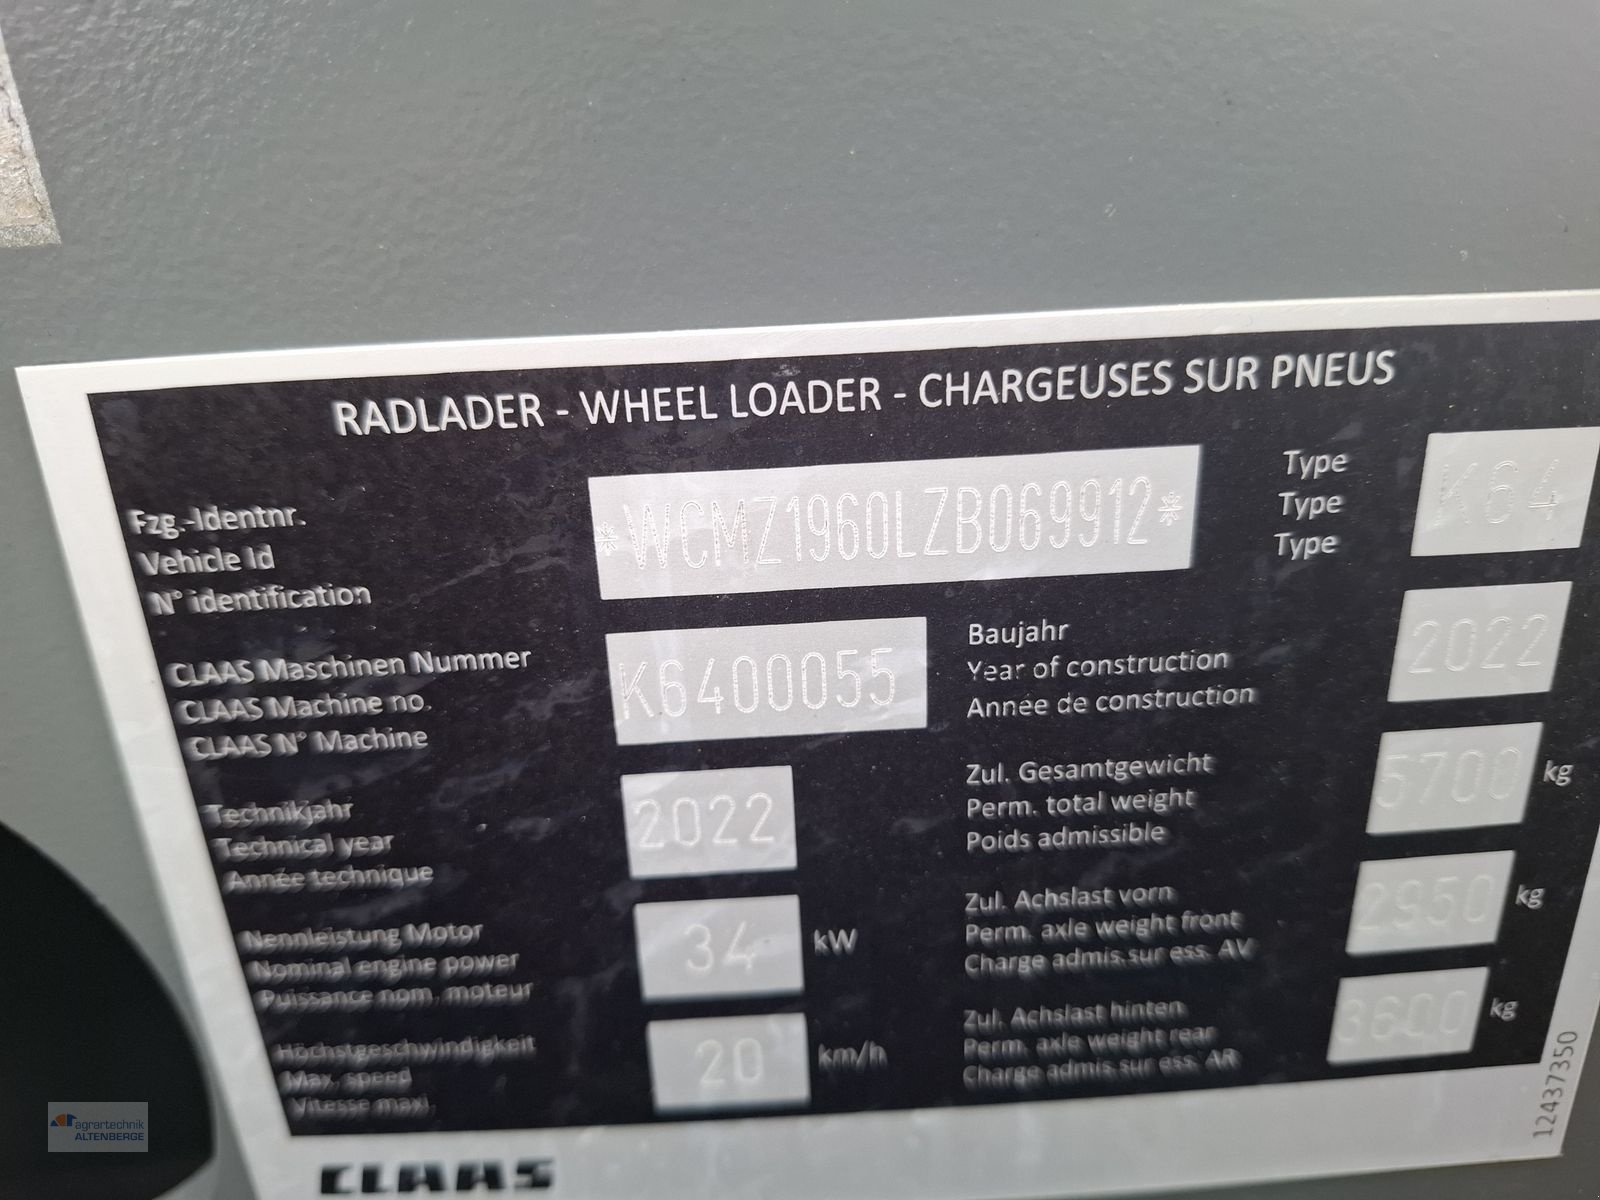 RADLADER - WHEEL LOADER - CHARGEUSES SUR PNEUS
Fzg.-Identnr.
Vehicle Id
N° identification
*WCMZ1960LZB069912*
Type
Type
Type
K64
CLAAS Maschinen Nummer
CLAAS Machine no.
CLAAS N° Machine
K6400055
Baujahr
Year of construction
Année de construction
2022
Technikjahr
Technical year
Année technique
2022
Zul. Gesamtgewicht
Perm. total weight
Poids admissible
5700 kg
Nennleistung Motor
Nominal engine power
Puissance nom. moteur
34 kW
Zul. Achslast vorn
Perm. axle weight front
Charge admis.sur ess. AV
2950 kg
Höchstgeschwindigkeit
Max. speed
Vitesse maxi.
20 km/h
Zul. Achslast hinten
Perm. axle weight rear
Charge admis.sur ess. AR
3600 kg
12437350
CLAAS
agrartechnik
ALTENBERGE